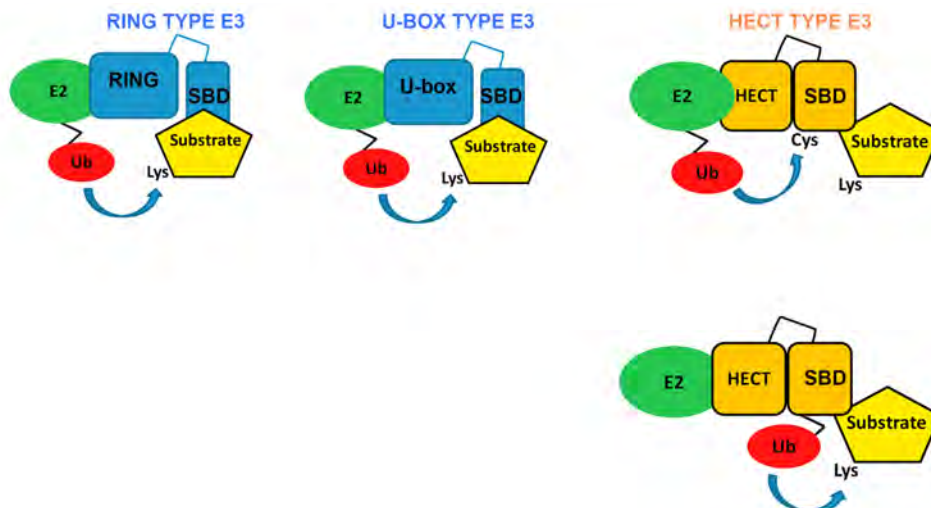 RING TYPE E3
U-BOX TYPE E3
HECT TYPE E3
E2
RING
SBD
Substrate
Ub
Lys
E2
U-box
SBD
Substrate
Ub
Lys
E2
HECT
SBD
Cys
Substrate
Ub
Lys
E2
HECT
SBD
Substrate
Ub
Lys